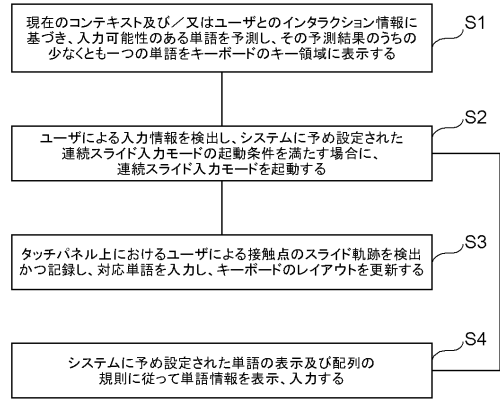 現在のコンテキスト及び／又はユーザとのインタラクション情報に
基づき、入力可能性のある単語を予測し、その予測結果のうちの
少なくとも一つの単語をキーボードのキー領域に表示する
S1
ユーザによる入力情報を検出し、システムに予め設定された
連続スライド入力モードの起動条件を満たす場合に、
連続スライド入力モードを起動する
S2
タッチパネル上におけるユーザによる接触点のスライド軌跡を検出
かつ記録し、対応単語を入力し、キーボードのレイアウトを更新する
S3
システムに予め設定された単語の表示及び配列の
規則に従って単語情報を表示、入力する
S4